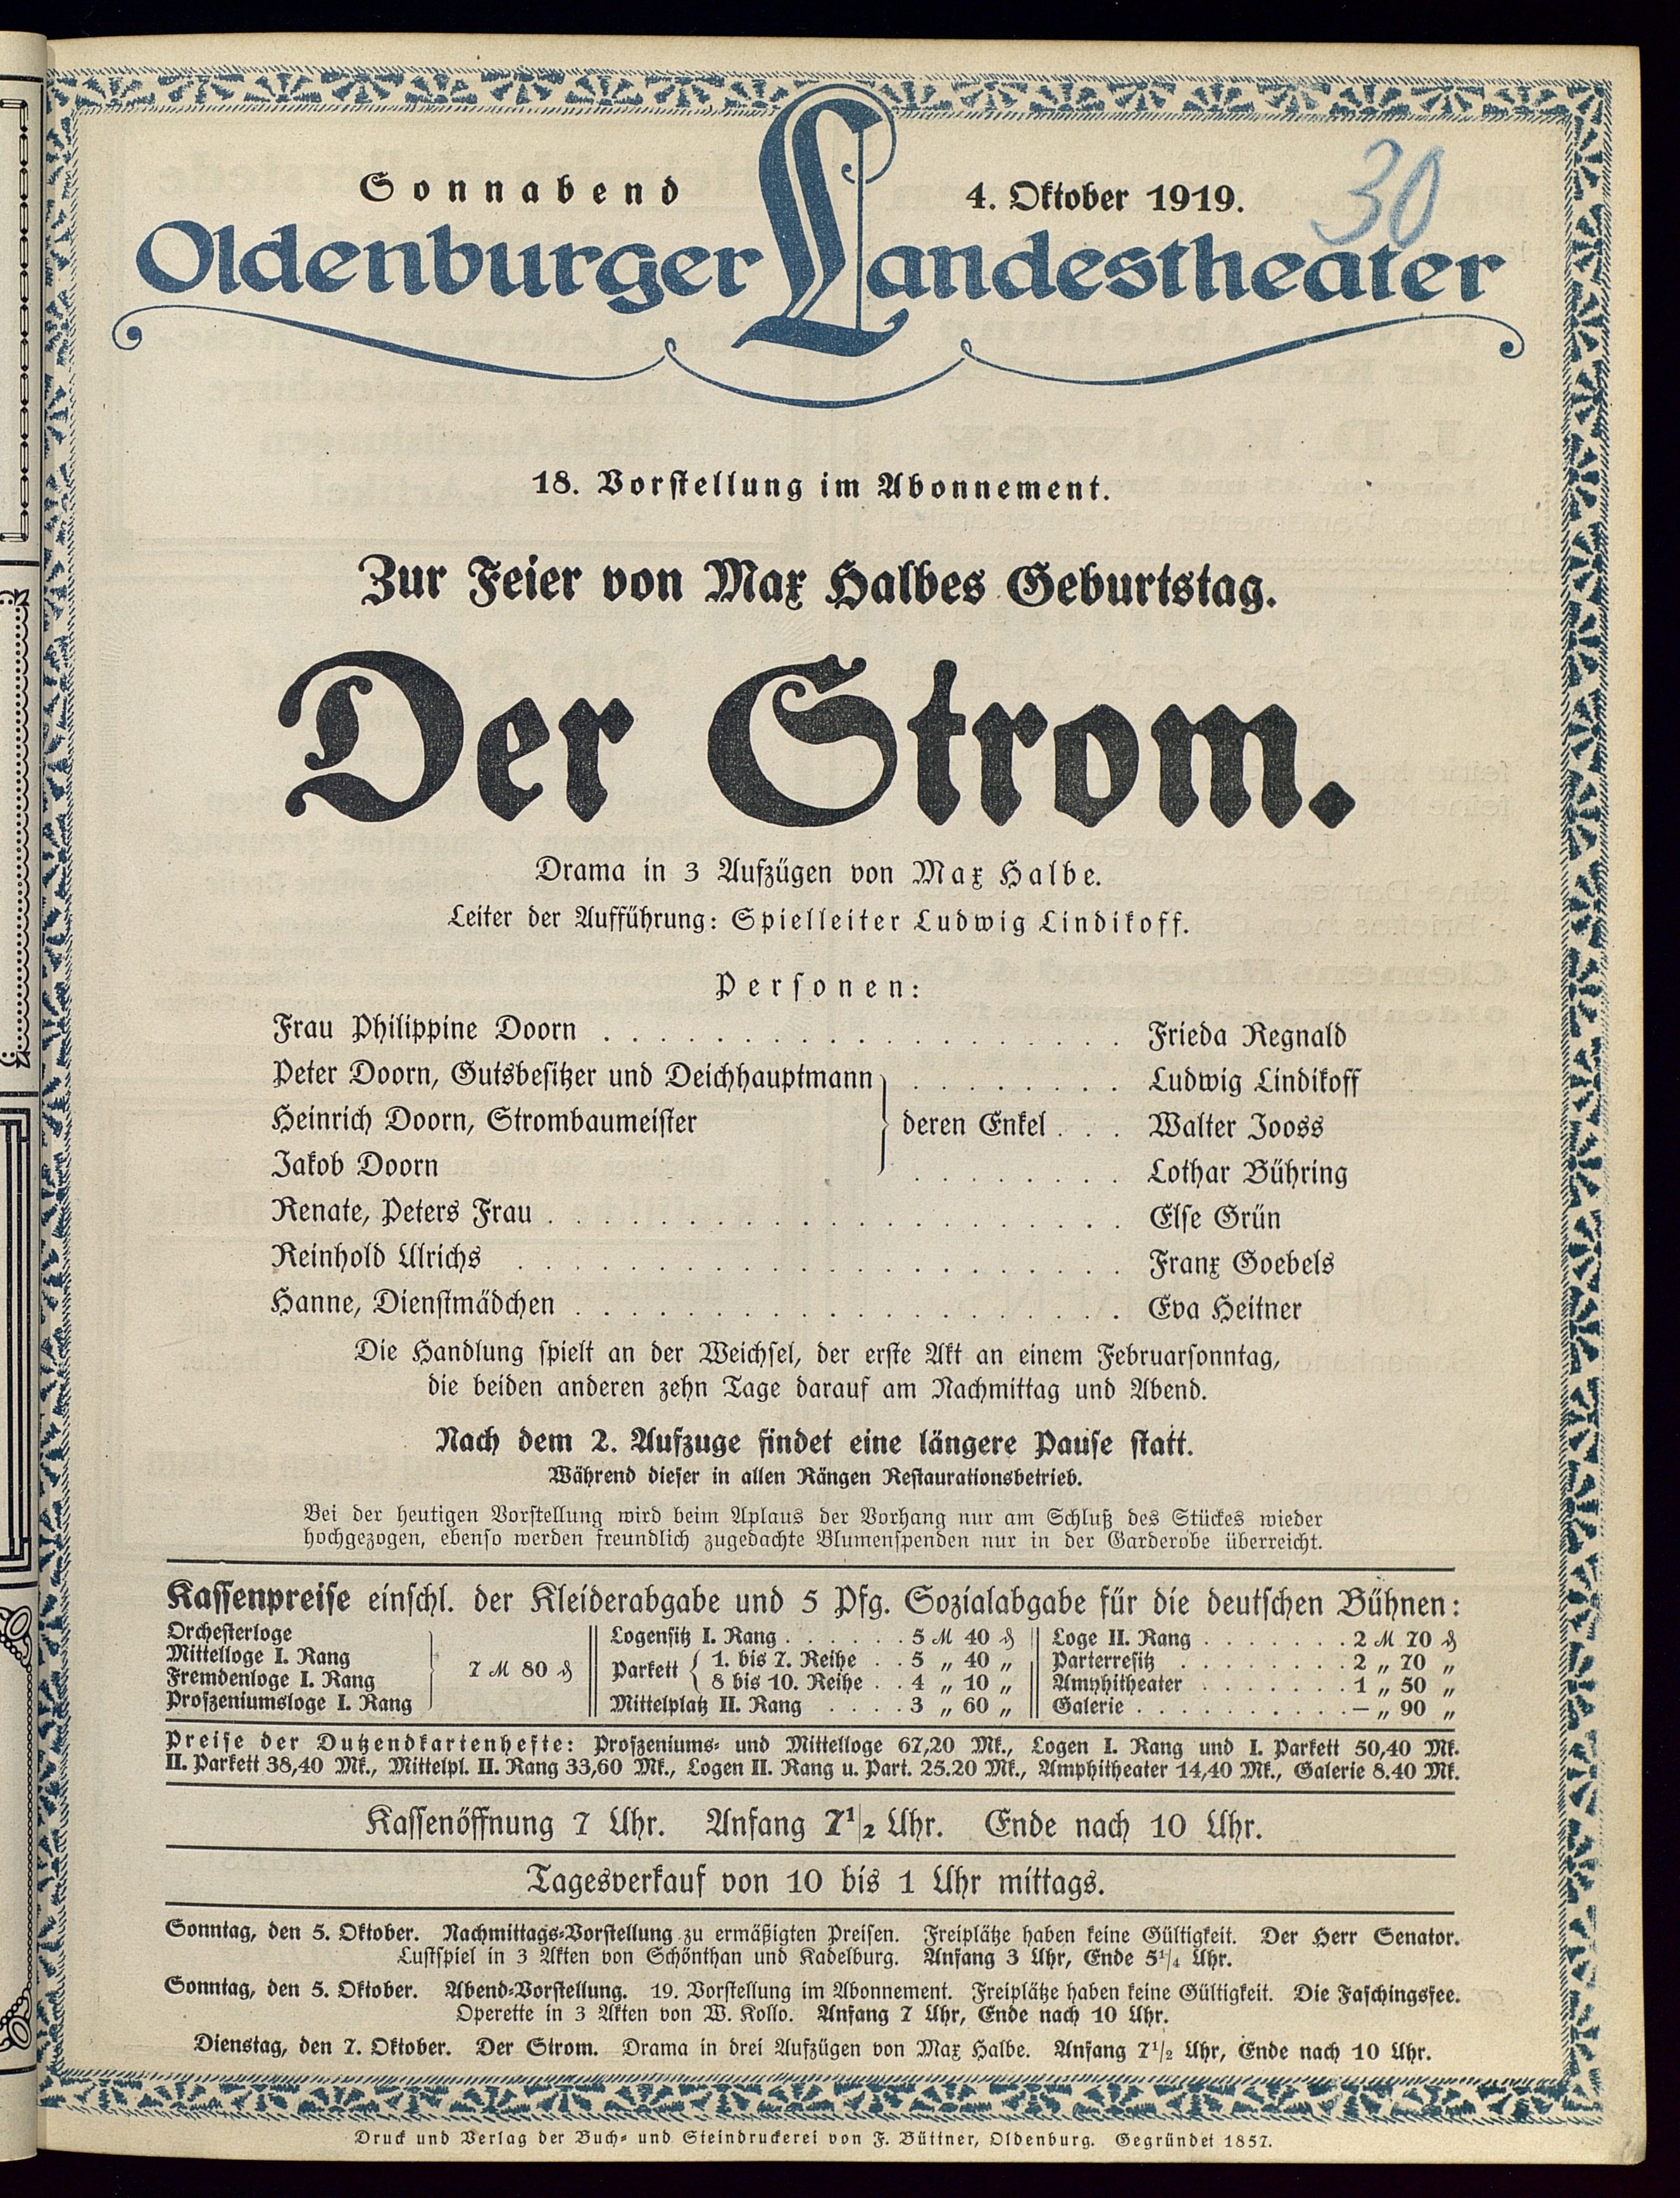 Sonnabend 4. Oktober 1919.
30
Oldenburger Landestheater
18. Vorstellung im Abonnement.
Zur Feier von Max Halbes Geburtstag.
Der Strom.
Drama in 3 Aufzügen von Max Halbe.
Leiter der Aufführung: Spielleiter Ludwig Lindikoff.
Personen:
Frau Philippine Doorn . . . . . . . . . . . . . . . . . . . Frieda Regnald
Peter Doorn, Gutsbesitzer und Deichhauptmann . . . . . . . . Ludwig Lindikoff
Heinrich Doorn, Strombaumeister } deren Enkel . . . Walter Jooss
Jakob Doorn . . . . . . . . Lothar Bühring
Renate, Peters Frau . . . . . . . . . . . . . . . . . . . . . Else Grün
Reinhold Ulrichs . . . . . . . . . . . . . . . . . . . . . . Franx Goebels
Hanne, Dienstmädchen . . . . . . . . . . . . . . . . . . . . Eva Heitner
Die Handlung spielt an der Weichsel, der erste Akt an einem Februarsonntag,
die beiden anderen zehn Tage darauf am Nachmittag und Abend.
Nach dem 2. Aufzuge findet eine längere Pause statt.
Während dieser in allen Rängen Restaurationsbetrieb.
Bei der heutigen Vorstellung wird beim Aplaus der Vorhang nur am Schluß des Stückes wieder
hochgezogen, ebenso werden freundlich zugedachte Blumenspenden nur in der Garderobe überreicht.
Kassenpreise einschl. der Kleiderabgabe und 5 Pfg. Sozialabgabe für die deutschen Bühnen:
Orchesterloge
Mittelloge I. Rang
Fremdenloge I. Rang
Proszeniumsloge I. Rang
7 M 80 ₰
Logensitz I. Rang . . . . . . 5 M 40 ₰
Parkett { 1. bis 7. Reihe . . 5 „ 40 „
8 bis 10. Reihe . . 4 „ 10 „
Mittelplatz II. Rang . . . . 3 „ 60 „
Loge II. Rang . . . . . . . 2 M 70 ₰
Parterresitz . . . . . . . . 2 „ 70 „
Amphitheater . . . . . . . 1 „ 50 „
Galerie . . . . . . . . . . — „ 90 „
Preise der Dutzendkartenhefte: Proszeniums- und Mittelloge 67,20 Mk., Logen I. Rang und I. Parkett 50,40 Mk.
II. Parkett 38,40 Mk., Mittelpl. II. Rang 33,60 Mk., Logen II. Rang u. Part. 25.20 Mk., Amphitheater 14,40 Mk., Galerie 8.40 Mk.
Kassenöffnung 7 Uhr. Anfang 7 1/2 Uhr. Ende nach 10 Uhr.
Tagesverkauf von 10 bis 1 Uhr mittags.
Sonntag, den 5. Oktober. Nachmittags-Vorstellung zu ermäßigten Preisen. Freiplätze haben keine Gültigkeit. Der Herr Senator.
Lustspiel in 3 Akten von Schönthan und Kadelburg. Anfang 3 Uhr, Ende 5 1/4 Uhr.
Sonntag, den 5. Oktober. Abend-Vorstellung. 19. Vorstellung im Abonnement. Freiplätze haben keine Gültigkeit. Die Faschingsfee.
Operette in 3 Akten von W. Kollo. Anfang 7 Uhr, Ende nach 10 Uhr.
Dienstag, den 7. Oktober. Der Strom. Drama in drei Aufzügen von Max Halbe. Anfang 7 1/2 Uhr, Ende nach 10 Uhr.
Druck und Verlag der Buch- und Steindruckerei von F. Büttner, Oldenburg. Gegründet 1857.